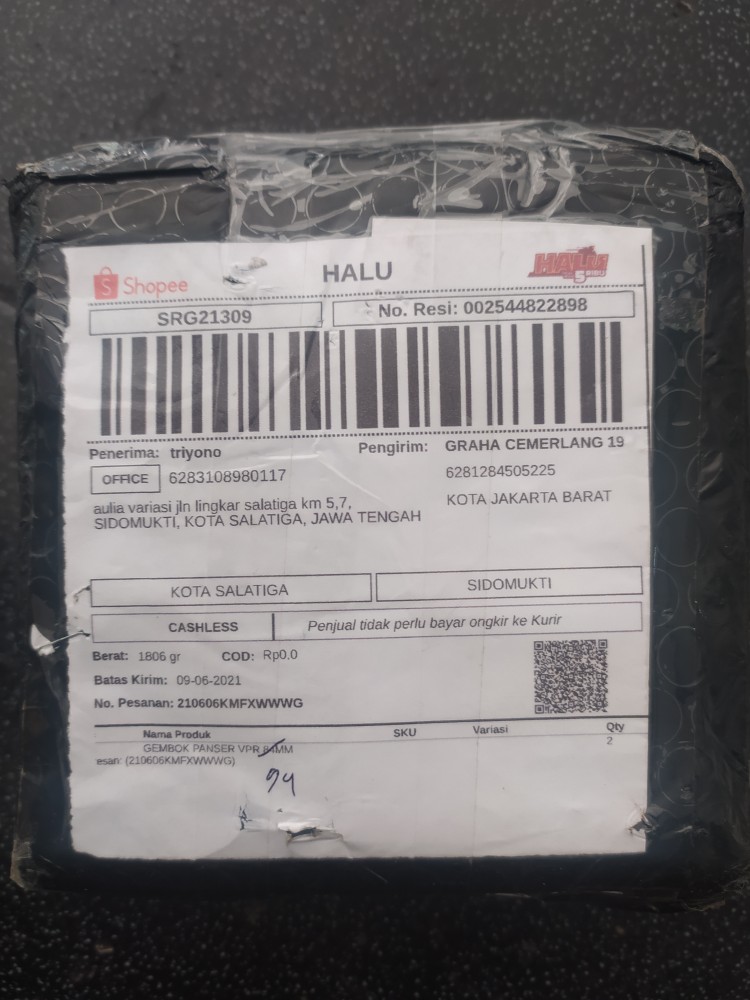 Shopee
HALU
HALU
5
SRG21309
No. Resi: 002544822898
Penerima: triyono
Pengirim: GRAHA CEMERLANG 19
OFFICE 6283108980117
6281284505225
aulia variasi jln lingkar salatiga km 5,7,
SIDOMUKTI, KOTA SALATIGA, JAWA TENGAH
KOTA JAKARTA BARAT
KOTA SALATIGA
SIDOMUKTI
CASHLESS
Penjual tidak perlu bayar ongkir ke Kurir
Berat: 1806 gr COD: Rp0.0
Batas Kirim: 09-06-2021
No. Pesanan: 210606KMFXWWWG
Nama Produk SKU Variasi Qty
GEMBOK PANSER VPR 84MM 2
esan: (210606KMFXWWWG)
94